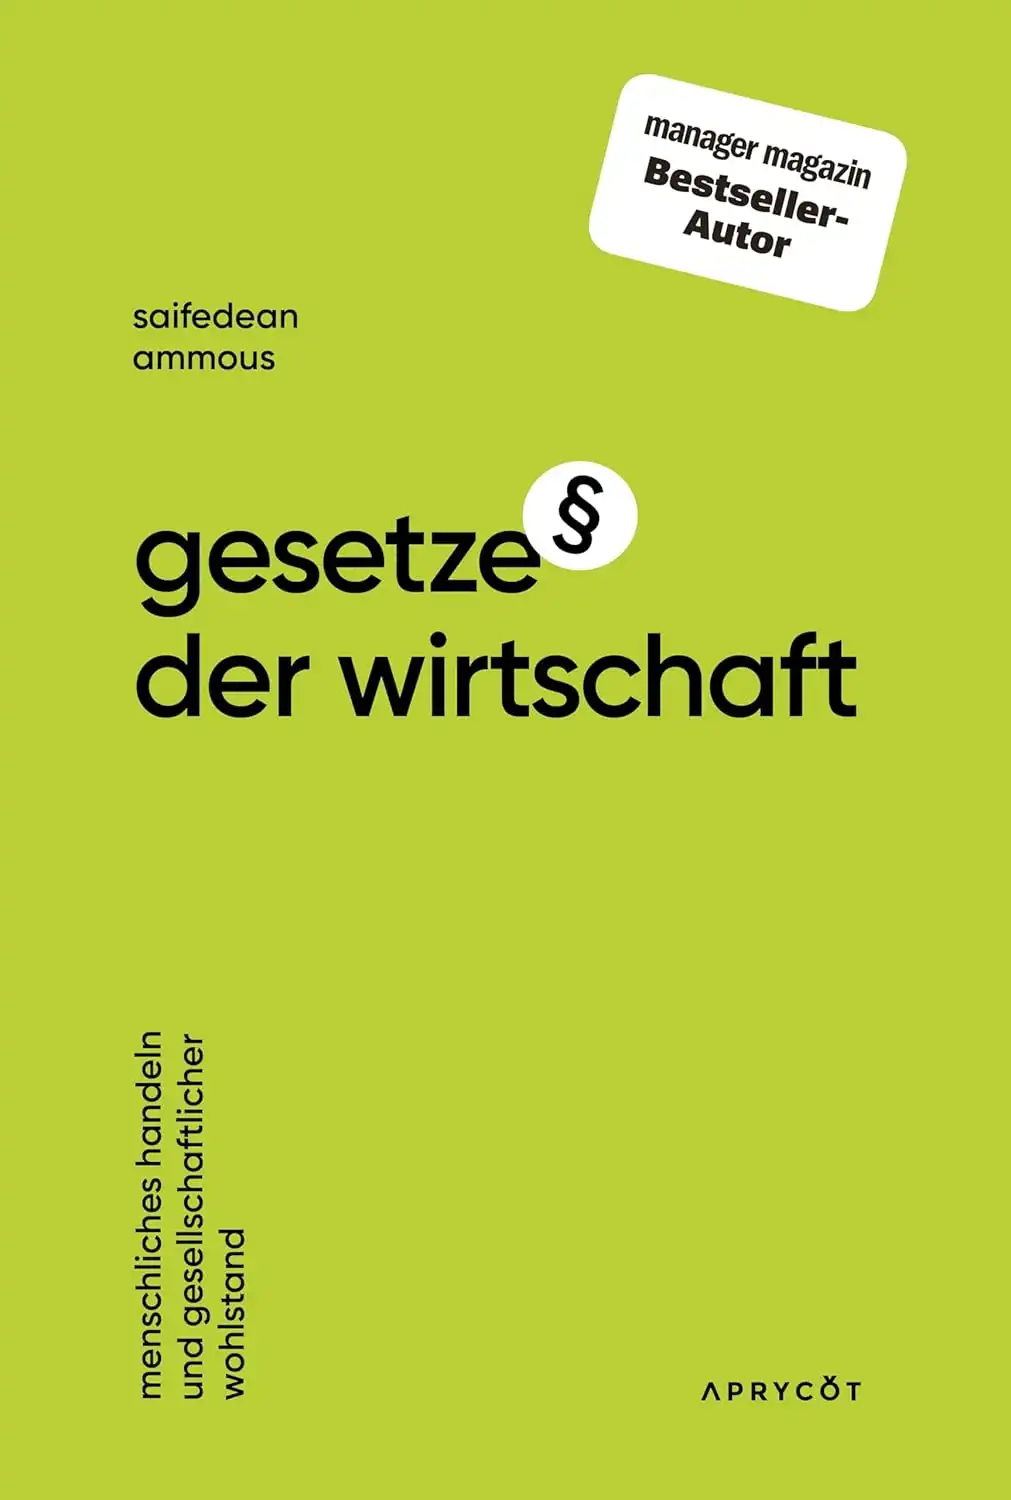 manager magazin
Bestseller-
Autor
saifedean
ammous
§
gesetze
der wirtschaft
menschliches handeln
und gesellschaftlicher
wohlstand
APRYCOT